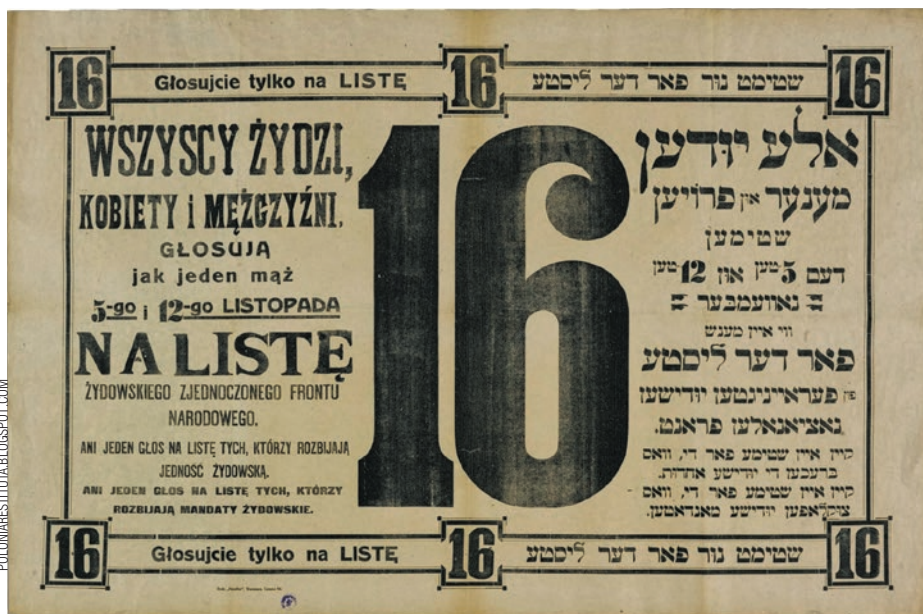 16
Głosujcie tylko na LISTĘ
16
שטימט נור פאר דער ליסטע
16
WSZYSCY ŻYDZI,
KOBIETY i MĘŻCZYŹNI,
GŁOSUJĄ
jak jeden mąż
5-go i 12-go LISTOPADA
NA LISTĘ
ŻYDOWSKIEGO ZJEDNOCZONEGO FRONTU
NARODOWEGO.
ANI JEDEN GŁOS NA LISTĘ TYCH, KTÓRZY ROZBIJAJĄ
JEDNOŚĆ ŻYDOWSKĄ.
ANI JEDEN GŁOS NA LISTĘ TYCH, KTÓRZY
ROZBIJAJĄ MANDATY ŻYDOWSKIE.
16
אלע יודען
מענער אין פרויען
שטימען
דעם 5טען און 12טען
נאוועמבער
ווי איין מענש
פאר דער ליסטע
פון פעראייניגטען יודישען
נאציאנאלען פראנט.
קיין איין שטימע פאר די, וואס
ברעכען די יודישע אחדות.
קיין איין שטימע פאר די, וואס
צוקלאפען יודישע מאנדאטען.
16
Głosujcie tylko na LISTĘ
16
שטימט נור פאר דער ליסטע
16
POLONIARESTITUTA.BLOGSPOT.COM